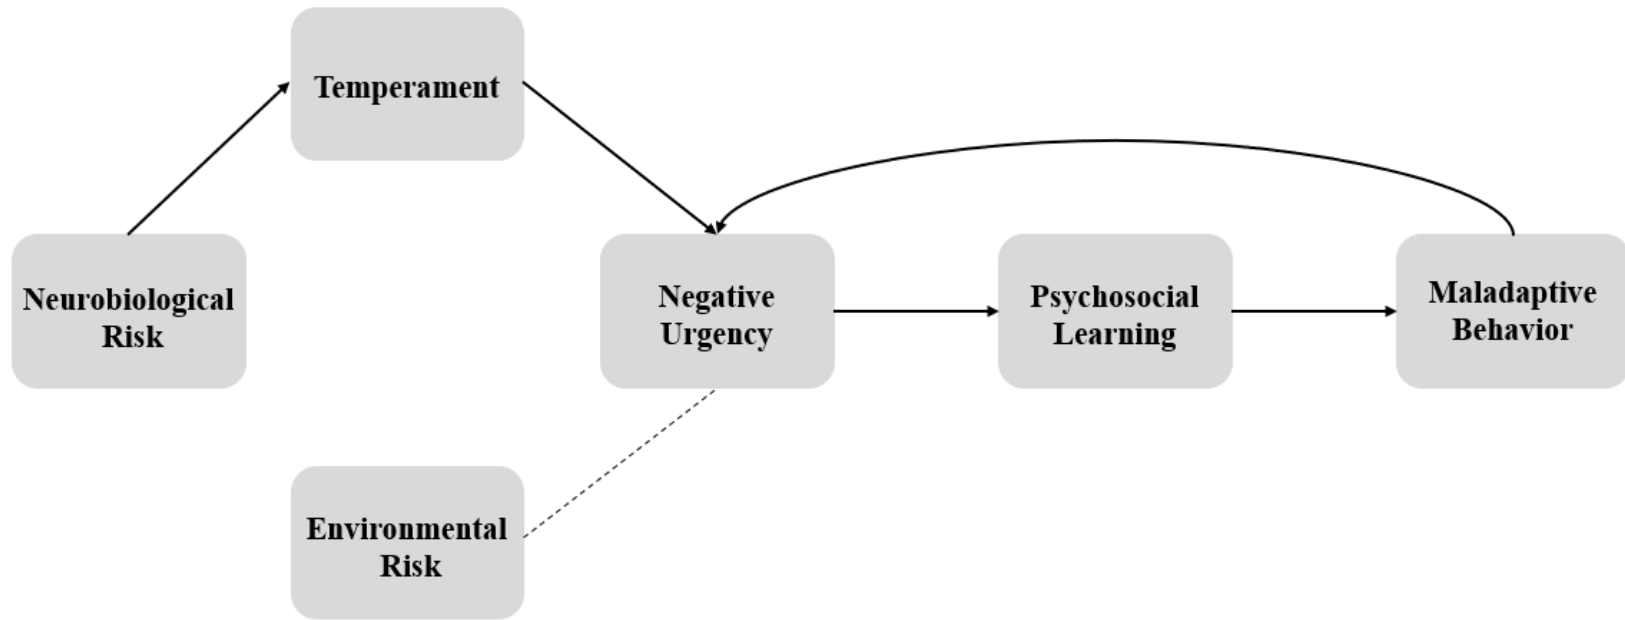 Temperament
Neurobiological
Risk
Negative
Urgency
Psychosocial
Learning
Maladaptive
Behavior
Environmental
Risk